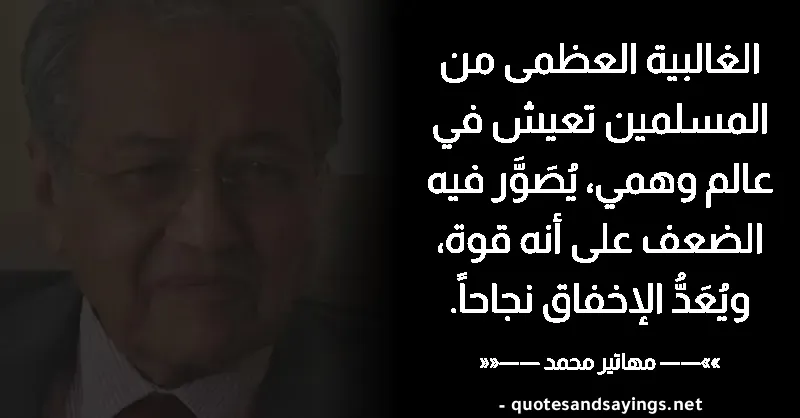 الغالبية العظمى من
المسلمين تعيش في
عالم وهمي، يُصَوَّر فيه
الضعف على أنه قوة،
ويُعَدُّ الإخفاق نجاحاً.
»»—— مهاتير محمد ——««
- quotesandsayings.net